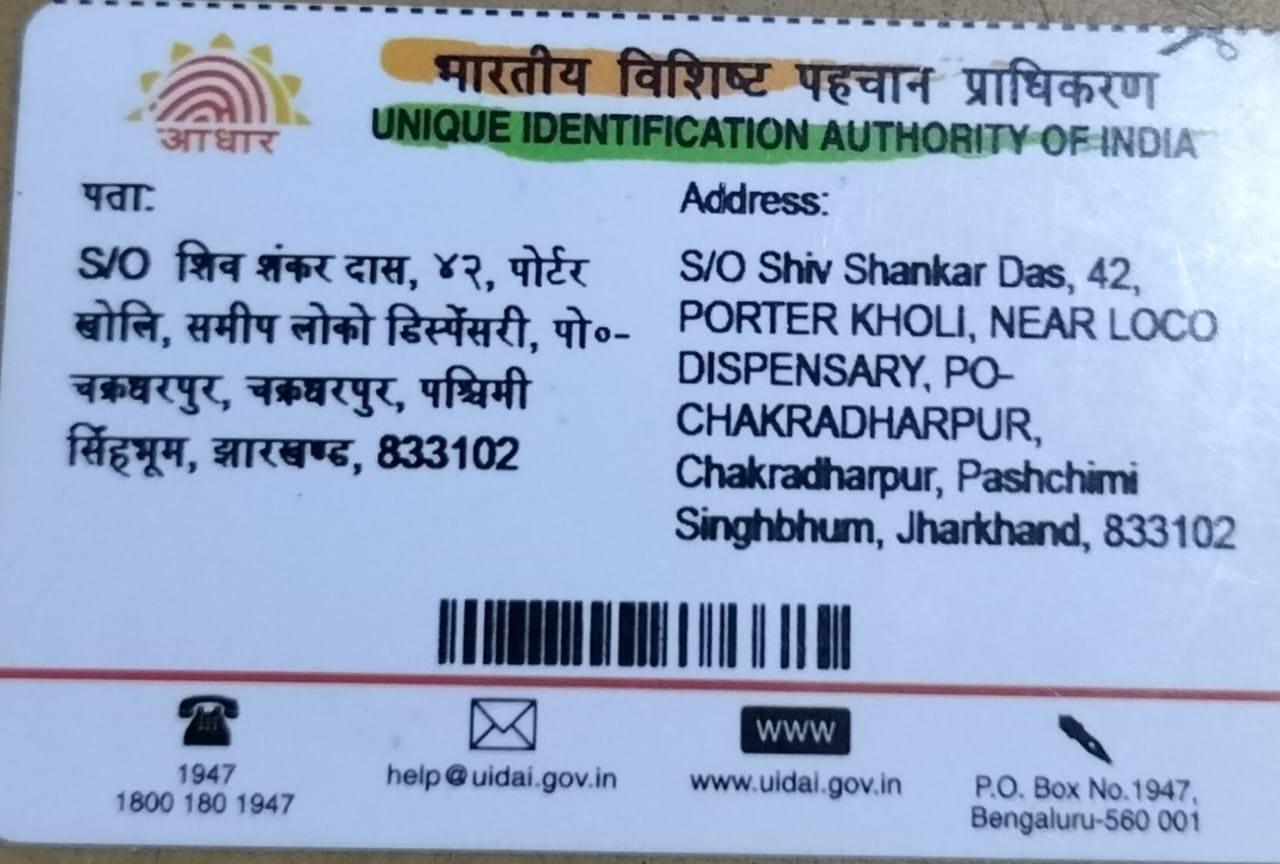 भारतीय विशिष्ट पहचान प्राधिकरण
UNIQUE IDENTIFICATION AUTHORITY OF INDIA
आधार
पता:
S/O शिव शंकर दास, ४२, पोर्टर
खोलि, समीप लोको डिस्पेंसरी, पो०-
चक्रधरपुर, चक्रधरपुर, पश्चिमी
सिंहभूम, झारखण्ड, 833102
Address:
S/O Shiv Shankar Das, 42,
PORTER KHOLI, NEAR LOCO
DISPENSARY, PO-
CHAKRADHARPUR,
Chakradharpur, Pashchimi
Singhbhum, Jharkhand, 833102
1947
1800 180 1947
help@uidai.gov.in
www
www.uidai.gov.in
P.O. Box No.1947,
Bengaluru-560 001